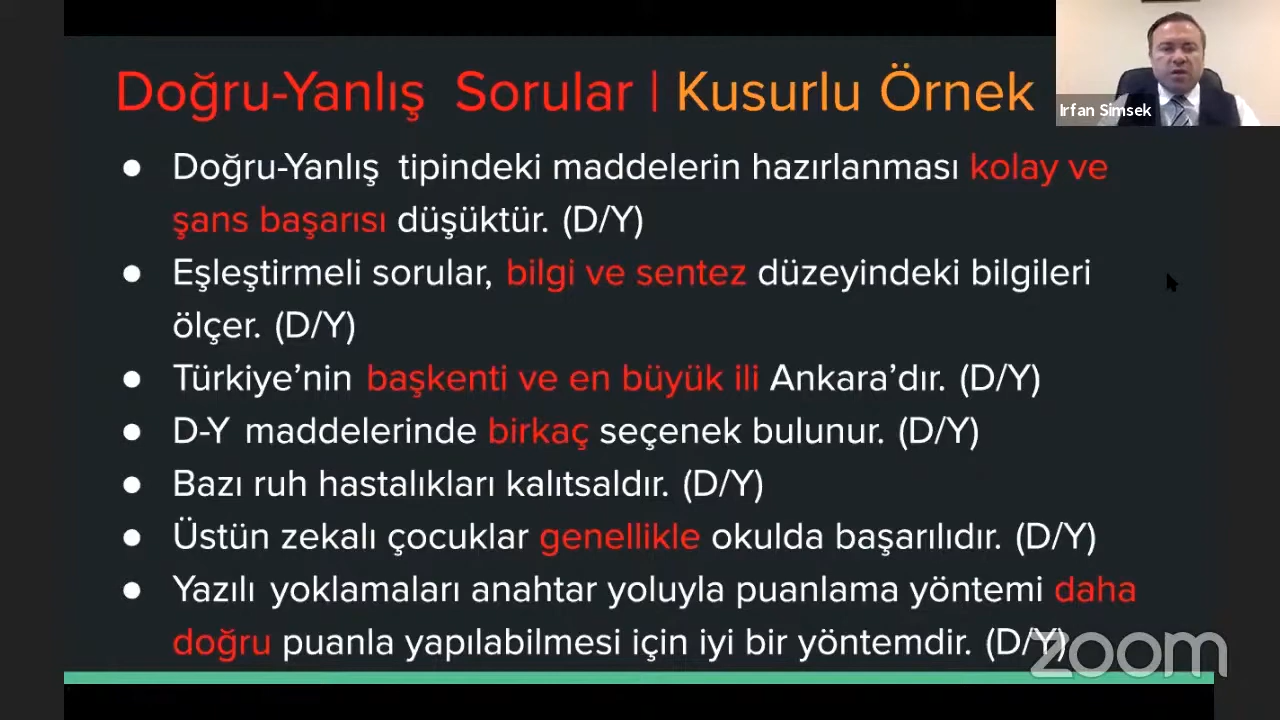 Doğru-Yanlış Sorular | Kusurlu Örnek
Irfan Simsek
● Doğru-Yanlış tipindeki maddelerin hazırlanması kolay ve
şans başarısı düşüktür. (D/Y)
● Eşleştirmeli sorular, bilgi ve sentez düzeyindeki bilgileri
ölçer. (D/Y)
● Türkiye’nin başkenti ve en büyük ili Ankara’dır. (D/Y)
● D-Y maddelerinde birkaç seçenek bulunur. (D/Y)
● Bazı ruh hastalıkları kalıtsaldır. (D/Y)
● Üstün zekalı çocuklar genellikle okulda başarılıdır. (D/Y)
● Yazılı yoklamaları anahtar yoluyla puanlama yöntemi daha
doğru puanla yapılabilmesi için iyi bir yöntemdir. (D/Y)
zoom